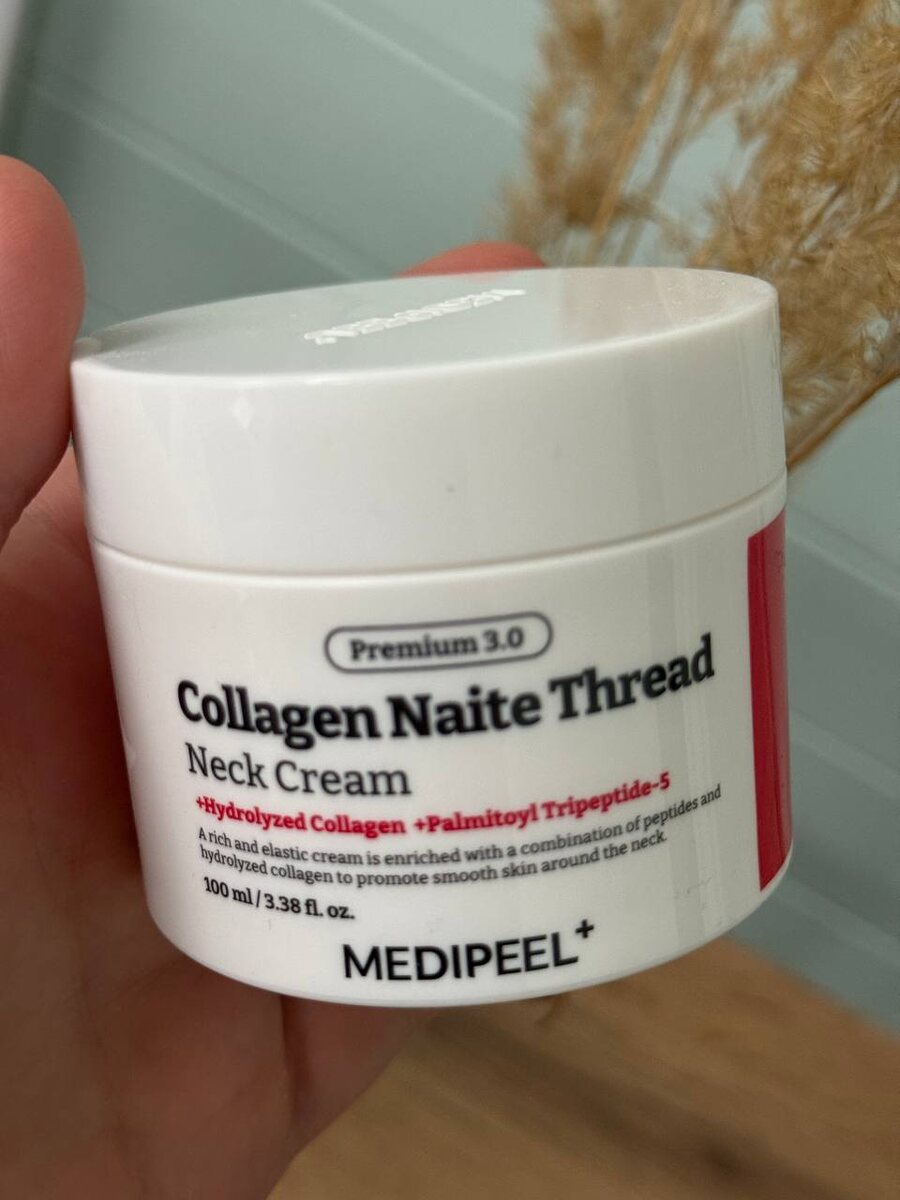 Premium 3.0
Collagen Naite Thread
Neck Cream
+Hydrolyzed Collagen +Palmitoyl Tripeptide-5
A rich and elastic cream is enriched with a combination of peptides and
hydrolyzed collagen to promote smooth skin around the neck.
100 ml / 3.38 fl. oz.
MEDIPEEL+